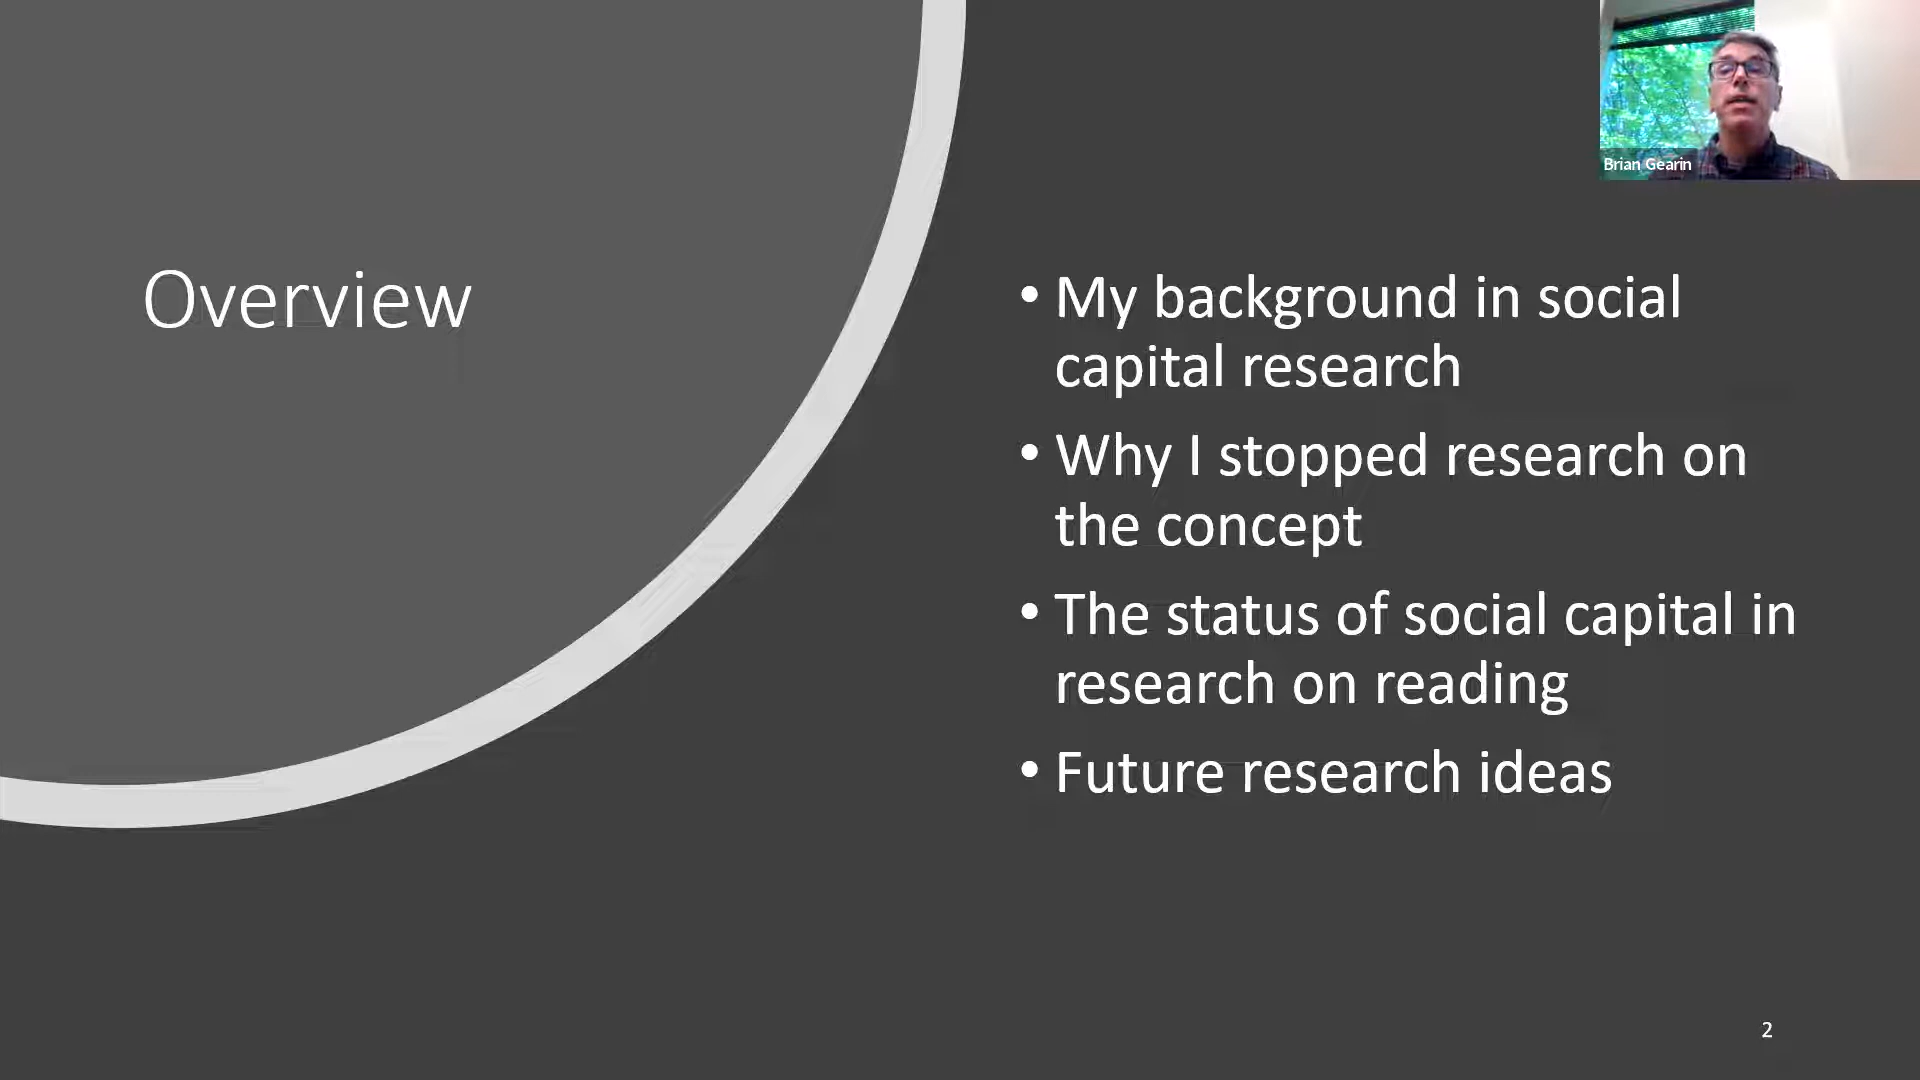 Brian Gearin
Overview
• My background in social
capital research
• Why I stopped research on
the concept
• The status of social capital in
research on reading
• Future research ideas
2